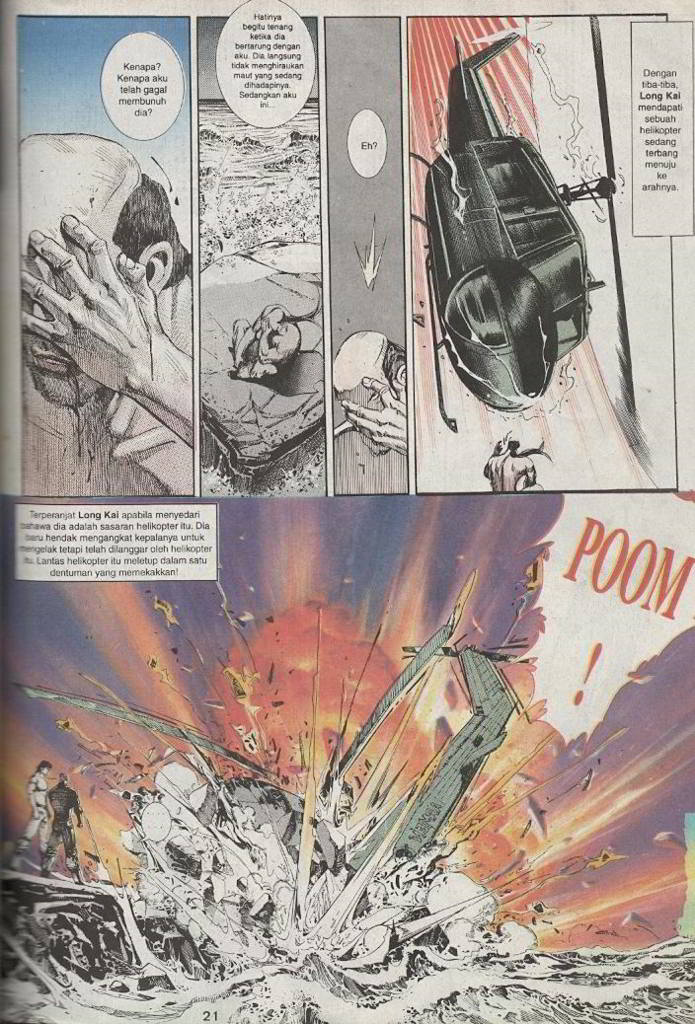 Kenapa?
Kenapa aku
telah gagal
membunuh
dia?
Hatinya
begitu tenang
ketika dia
bertarung dengan
aku. Dia langsung
tidak menghiraukan
maut yang sedang
dihadapinya.
Sedangkan aku
ini...
Eh?
Dengan
tiba-tiba,
Long Kai
mendapati
sebuah
helikopter
sedang
terbang
menuju
ke
arahnya.
Terperanjat Long Kai apabila menyedari
bahawa dia adalah sasaran helikopter itu. Dia
baru hendak mengangkat kepalanya untuk
mengelak tetapi telah dilanggar oleh helikopter
itu. Lantas helikopter itu meletup dalam satu
dentuman yang memekakkan!
POOM
!
21